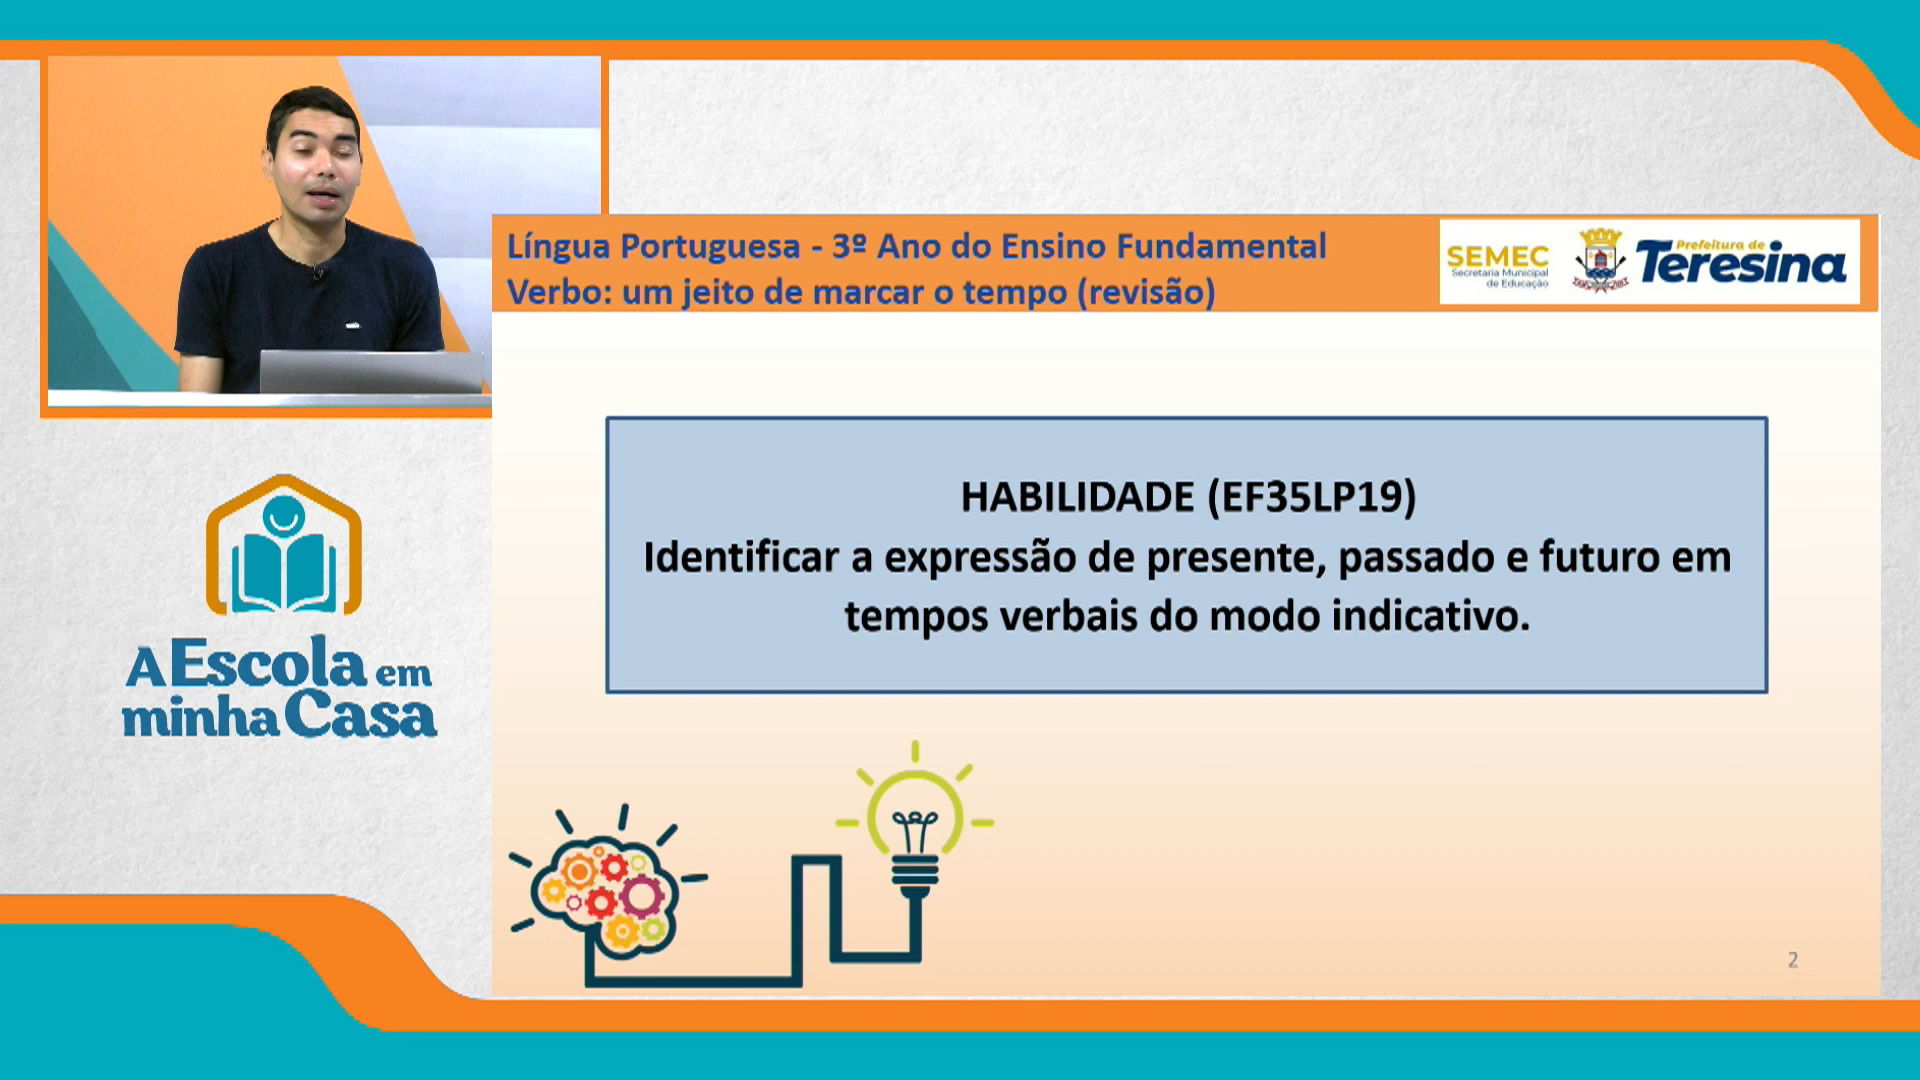 Língua Portuguesa - 3º Ano do Ensino Fundamental
Verbo: um jeito de marcar o tempo (revisão)
SEMEC
Secretaria Municipal
de Educação
Prefeitura de
Teresina
HABILIDADE (EF35LP19)
Identificar a expressão de presente, passado e futuro em
tempos verbais do modo indicativo.
A Escola em
minha Casa
2